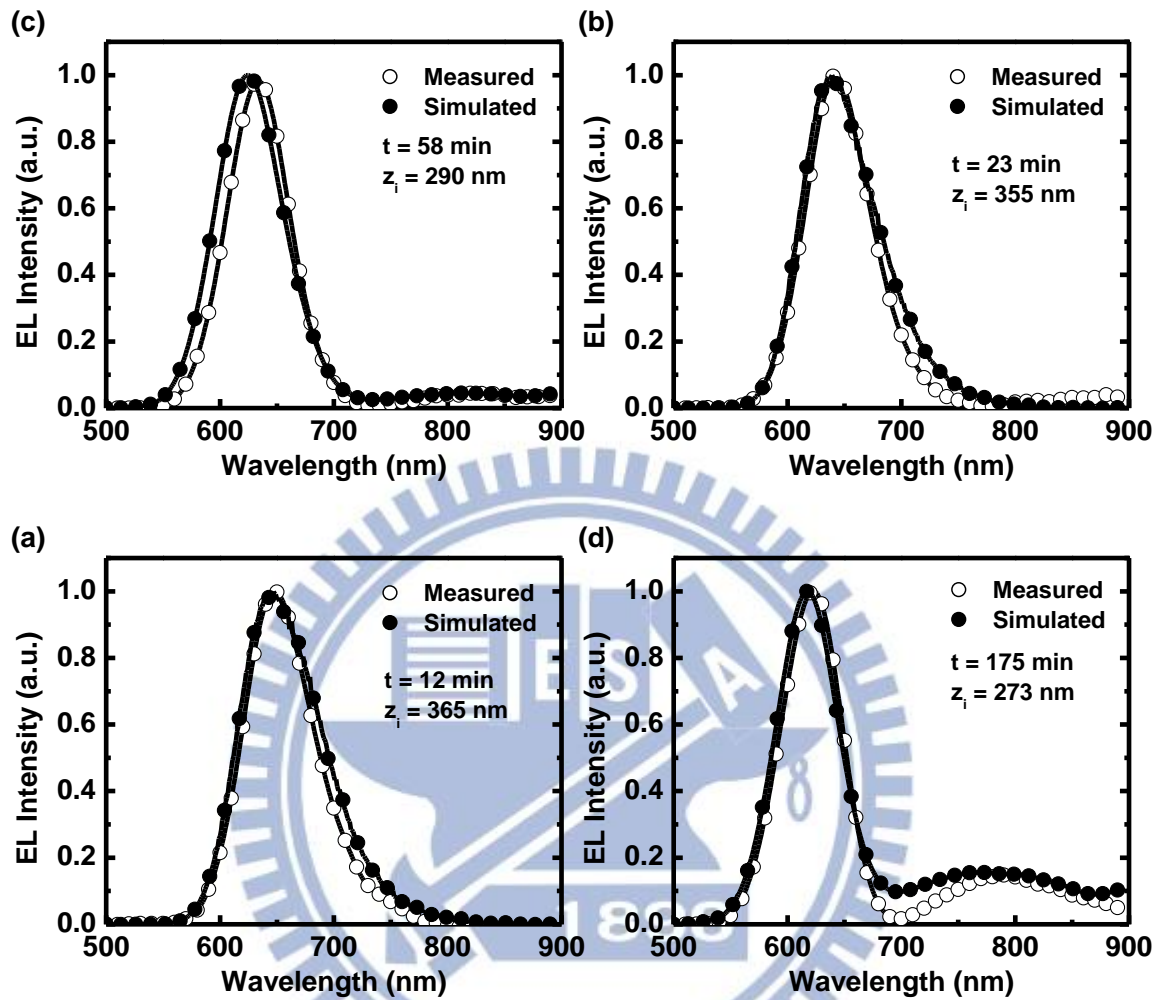 (c)
EL Intensity (a.u.)
1.0
0.8
0.6
0.4
0.2
0.0
Measured
Simulated
t = 58 min
z_i = 290 nm
500 600 700 800 900
Wavelength (nm)
(b)
EL Intensity (a.u.)
1.0
0.8
0.6
0.4
0.2
0.0
Measured
Simulated
t = 23 min
z_i = 355 nm
500 600 700 800 900
Wavelength (nm)
(a)
EL Intensity (a.u.)
1.0
0.8
0.6
0.4
0.2
0.0
Measured
Simulated
t = 12 min
z_i = 365 nm
500 600 700 800 900
Wavelength (nm)
(d)
EL Intensity (a.u.)
1.0
0.8
0.6
0.4
0.2
0.0
Measured
Simulated
t = 175 min
z_i = 273 nm
500 600 700 800 900
Wavelength (nm)
E S A
1896